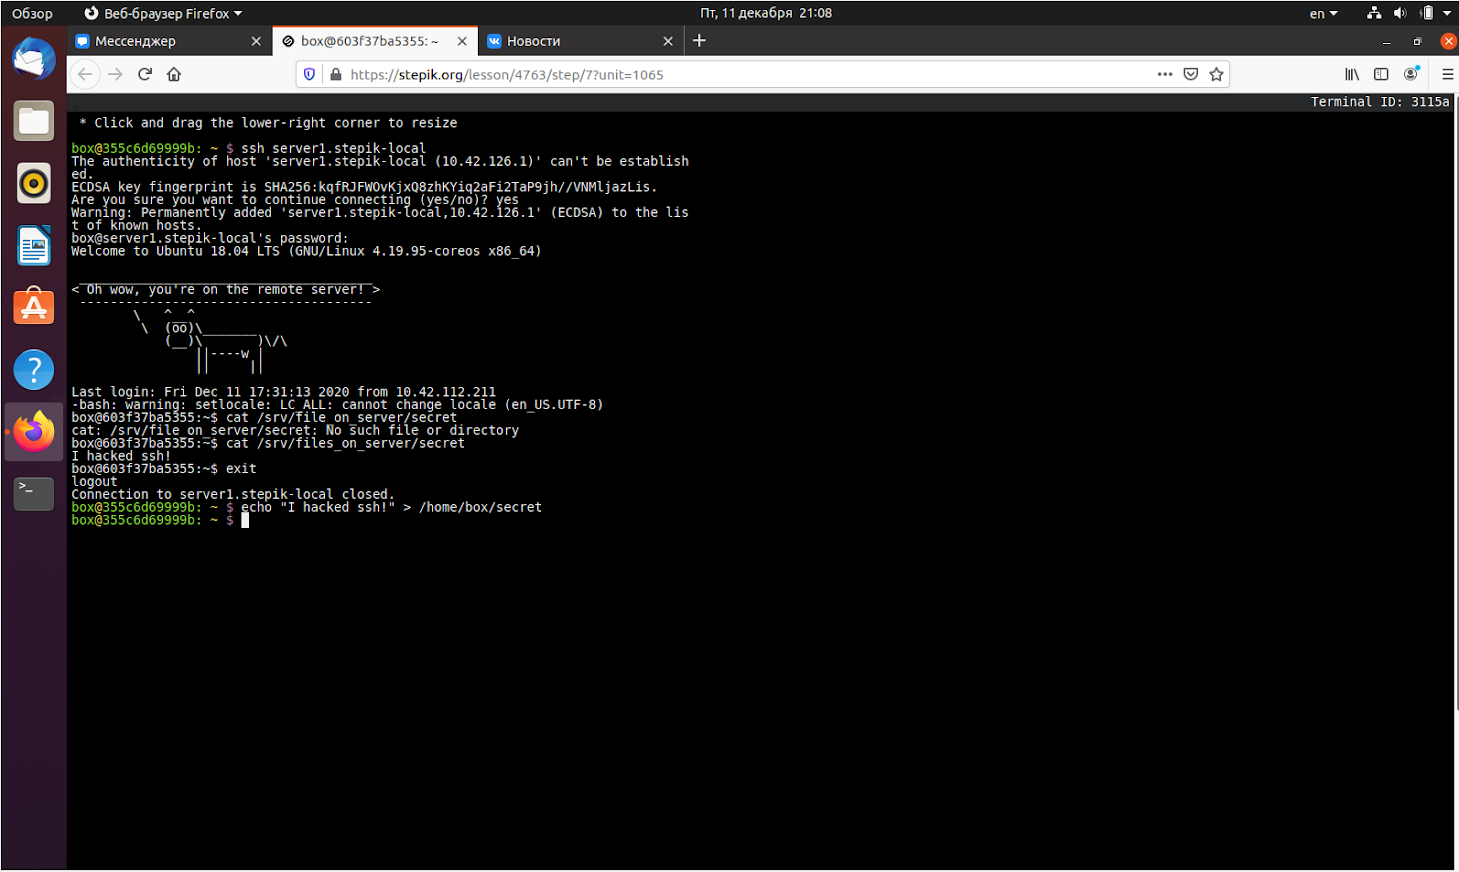 Обзор
Веб-браузер Firefox
Пт, 11 декабря 21:08
en
Мессенджер
box@603f37ba5355: ~
Новости
https://stepik.org/lesson/4763/step/7?unit=1065
Terminal ID: 3115a
* Click and drag the lower-right corner to resize
box@355c6d69999b: ~ $ ssh server1.stepik-local
The authenticity of host 'server1.stepik-local (10.42.126.1)' can't be establish
ed.
ECDSA key fingerprint is SHA256:kqfRJFWOvKjxQ8zhKYiq2aFi2TaP9jh//VNMljazLis.
Are you sure you want to continue connecting (yes/no)? yes
Warning: Permanently added 'server1.stepik-local,10.42.126.1' (ECDSA) to the lis
t of known hosts.
box@server1.stepik-local's password:
Welcome to Ubuntu 18.04 LTS (GNU/Linux 4.19.95-coreos x86_64)
 ______________________________________
< Oh wow, you're on the remote server! >
 --------------------------------------
        \   ^__^
         \  (oo)\_______
            (__)\       )\/\
                ||----w |
                ||     ||
Last login: Fri Dec 11 17:31:13 2020 from 10.42.112.211
-bash: warning: setlocale: LC_ALL: cannot change locale (en_US.UTF-8)
box@603f37ba5355:~$ cat /srv/file_on_server/secret
cat: /srv/file_on_server/secret: No such file or directory
box@603f37ba5355:~$ cat /srv/files_on_server/secret
I hacked ssh!
box@603f37ba5355:~$ exit
logout
Connection to server1.stepik-local closed.
box@355c6d69999b: ~ $ echo "I hacked ssh!" > /home/box/secret
box@355c6d69999b: ~ $